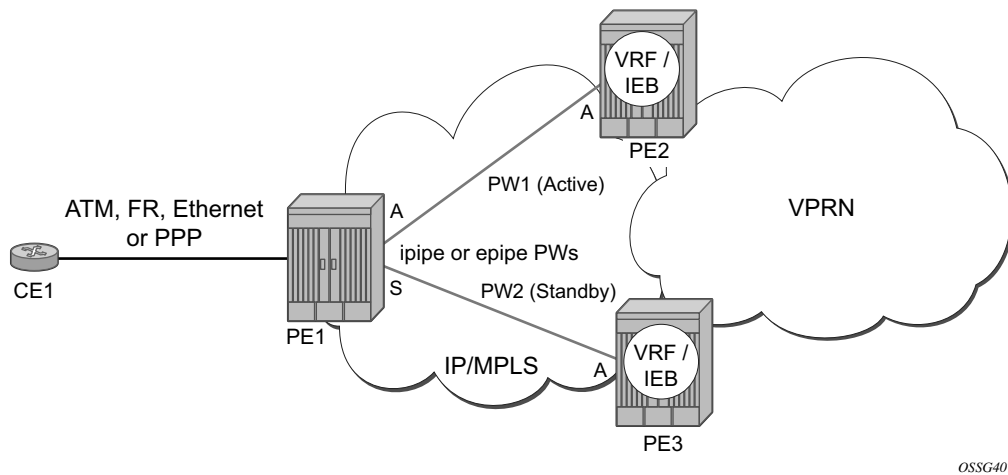 VRF /
IEB
A
PE2
PW1 (Active)
ATM, FR, Ethernet
or PPP
A
VPRN
ipipe or epipe PWs
CE1
S
PW2 (Standby)
PE1
IP/MPLS
VRF /
IEB
A
PE3
OSSG40